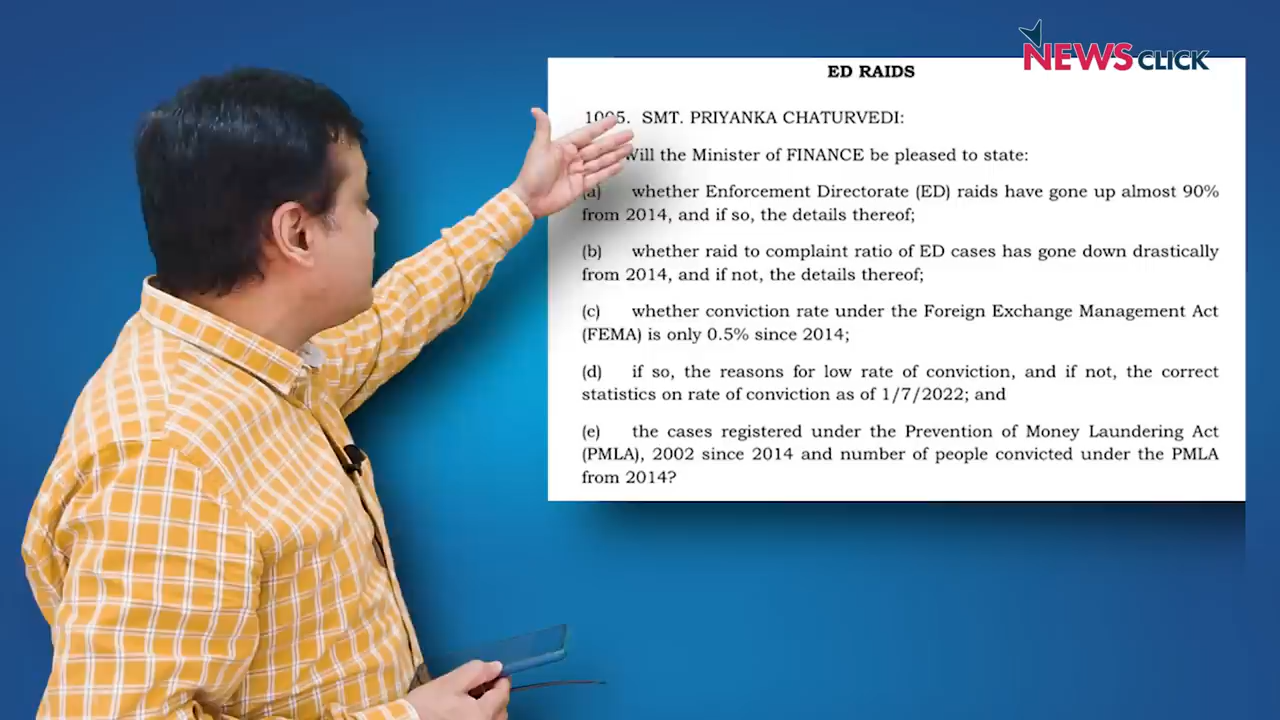 NEWSCLICK
ED RAIDS
1095. SMT. PRIYANKA CHATURVEDI:
Will the Minister of FINANCE be pleased to state:
(a) whether Enforcement Directorate (ED) raids have gone up almost 90%
from 2014, and if so, the details thereof;
(b) whether raid to complaint ratio of ED cases has gone down drastically
from 2014, and if not, the details thereof;
(c) whether conviction rate under the Foreign Exchange Management Act
(FEMA) is only 0.5% since 2014;
(d) if so, the reasons for low rate of conviction, and if not, the correct
statistics on rate of conviction as of 1/7/2022; and
(e) the cases registered under the Prevention of Money Laundering Act
(PMLA), 2002 since 2014 and number of people convicted under the PMLA
from 2014?